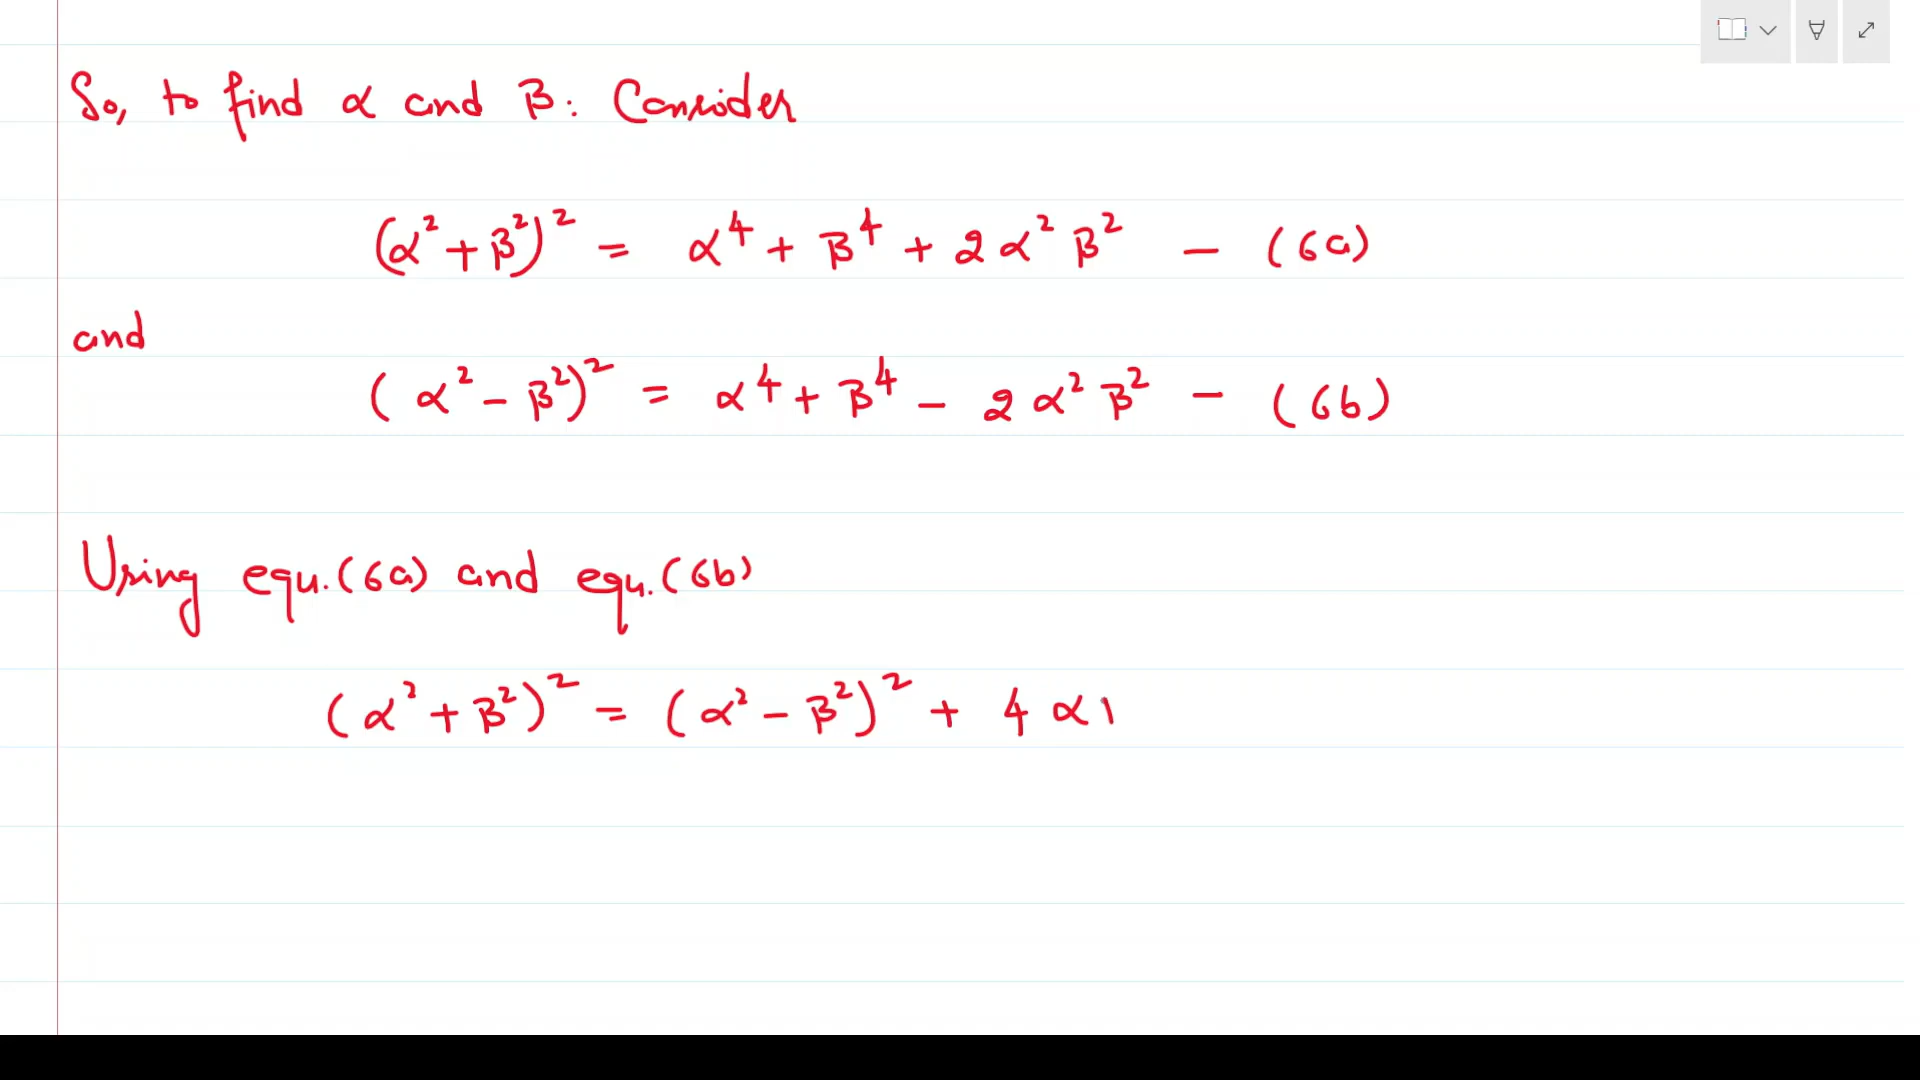 So, to find α and β: Consider
(α² + β²)² = α⁴ + β⁴ + 2α²β² — (6a)
and
(α² - β²)² = α⁴ + β⁴ - 2α²β² — (6b)
Using equ.(6a) and equ.(6b)
(α² + β²)² = (α² - β²)² + 4α